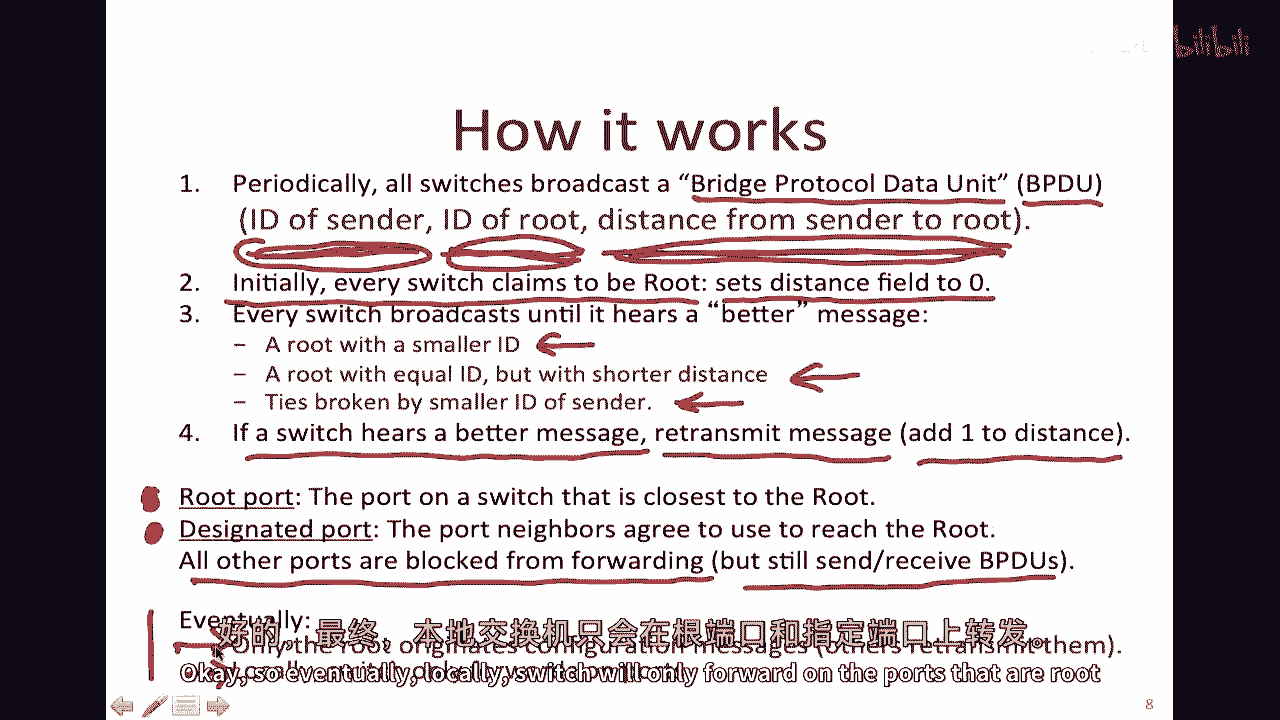 bilibili
How it works
1. Periodically, all switches broadcast a “Bridge Protocol Data Unit” (BPDU)
(ID of sender, ID of root, distance from sender to root).
2. Initially, every switch claims to be Root: sets distance field to 0.
3. Every switch broadcasts until it hears a “better” message:
– A root with a smaller ID
– A root with equal ID, but with shorter distance
– Ties broken by smaller ID of sender.
4. If a switch hears a better message, retransmit message (add 1 to distance).
Root port: The port on a switch that is closest to the Root.
Designated port: The port neighbors agree to use to reach the Root.
All other ports are blocked from forwarding (but still send/receive BPDUs).
Eventually:
好的，最终，本地交换机只会在根端口和指定端口上转发。
Only the root originates configuration messages (others retransmit them).
Okay, so eventually, locally, switch will only forward on the ports that are root
8